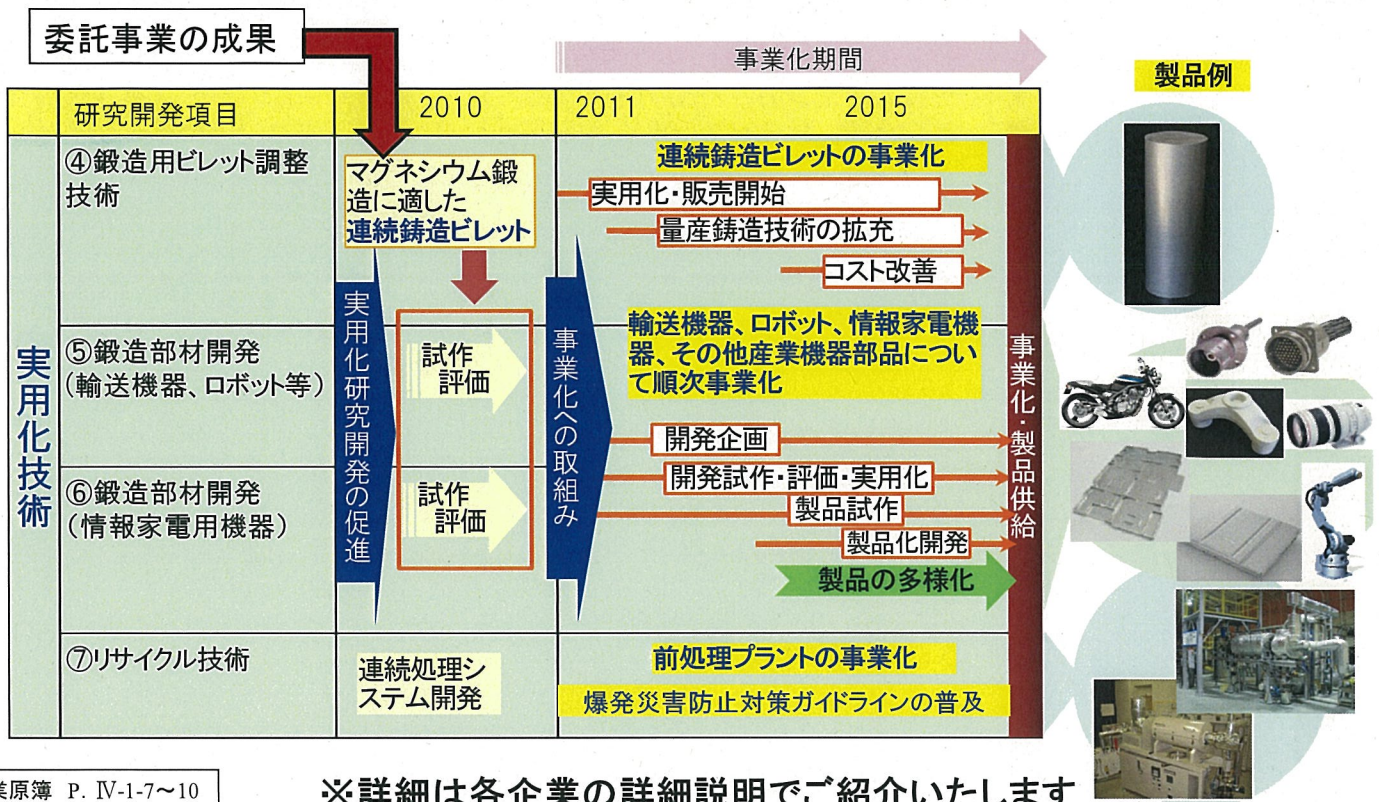 委託事業の成果
事業化期間
製品例
研究開発項目
2010
2011
2015
実用化技術
④鍛造用ビレット調整
技術
マグネシウム鍛
造に適した
連続鋳造ビレット
連続鋳造ビレットの事業化
実用化・販売開始
量産鋳造技術の拡充
コスト改善
実用化研究開発の促進
事業化への取組み
事業化・製品供給
⑤鍛造部材開発
(輸送機器、ロボット等)
試作
評価
輸送機器、ロボット、情報家電機
器、その他産業機器部品につい
て順次事業化
開発企画
⑥鍛造部材開発
(情報家電用機器)
試作
評価
開発試作・評価・実用化
製品試作
製品化開発
製品の多様化
⑦リサイクル技術
連続処理シ
ステム開発
前処理プラントの事業化
爆発災害防止対策ガイドラインの普及
業原簿 P. Ⅳ-1-7~10
※詳細は各企業の詳細説明でご紹介いたします